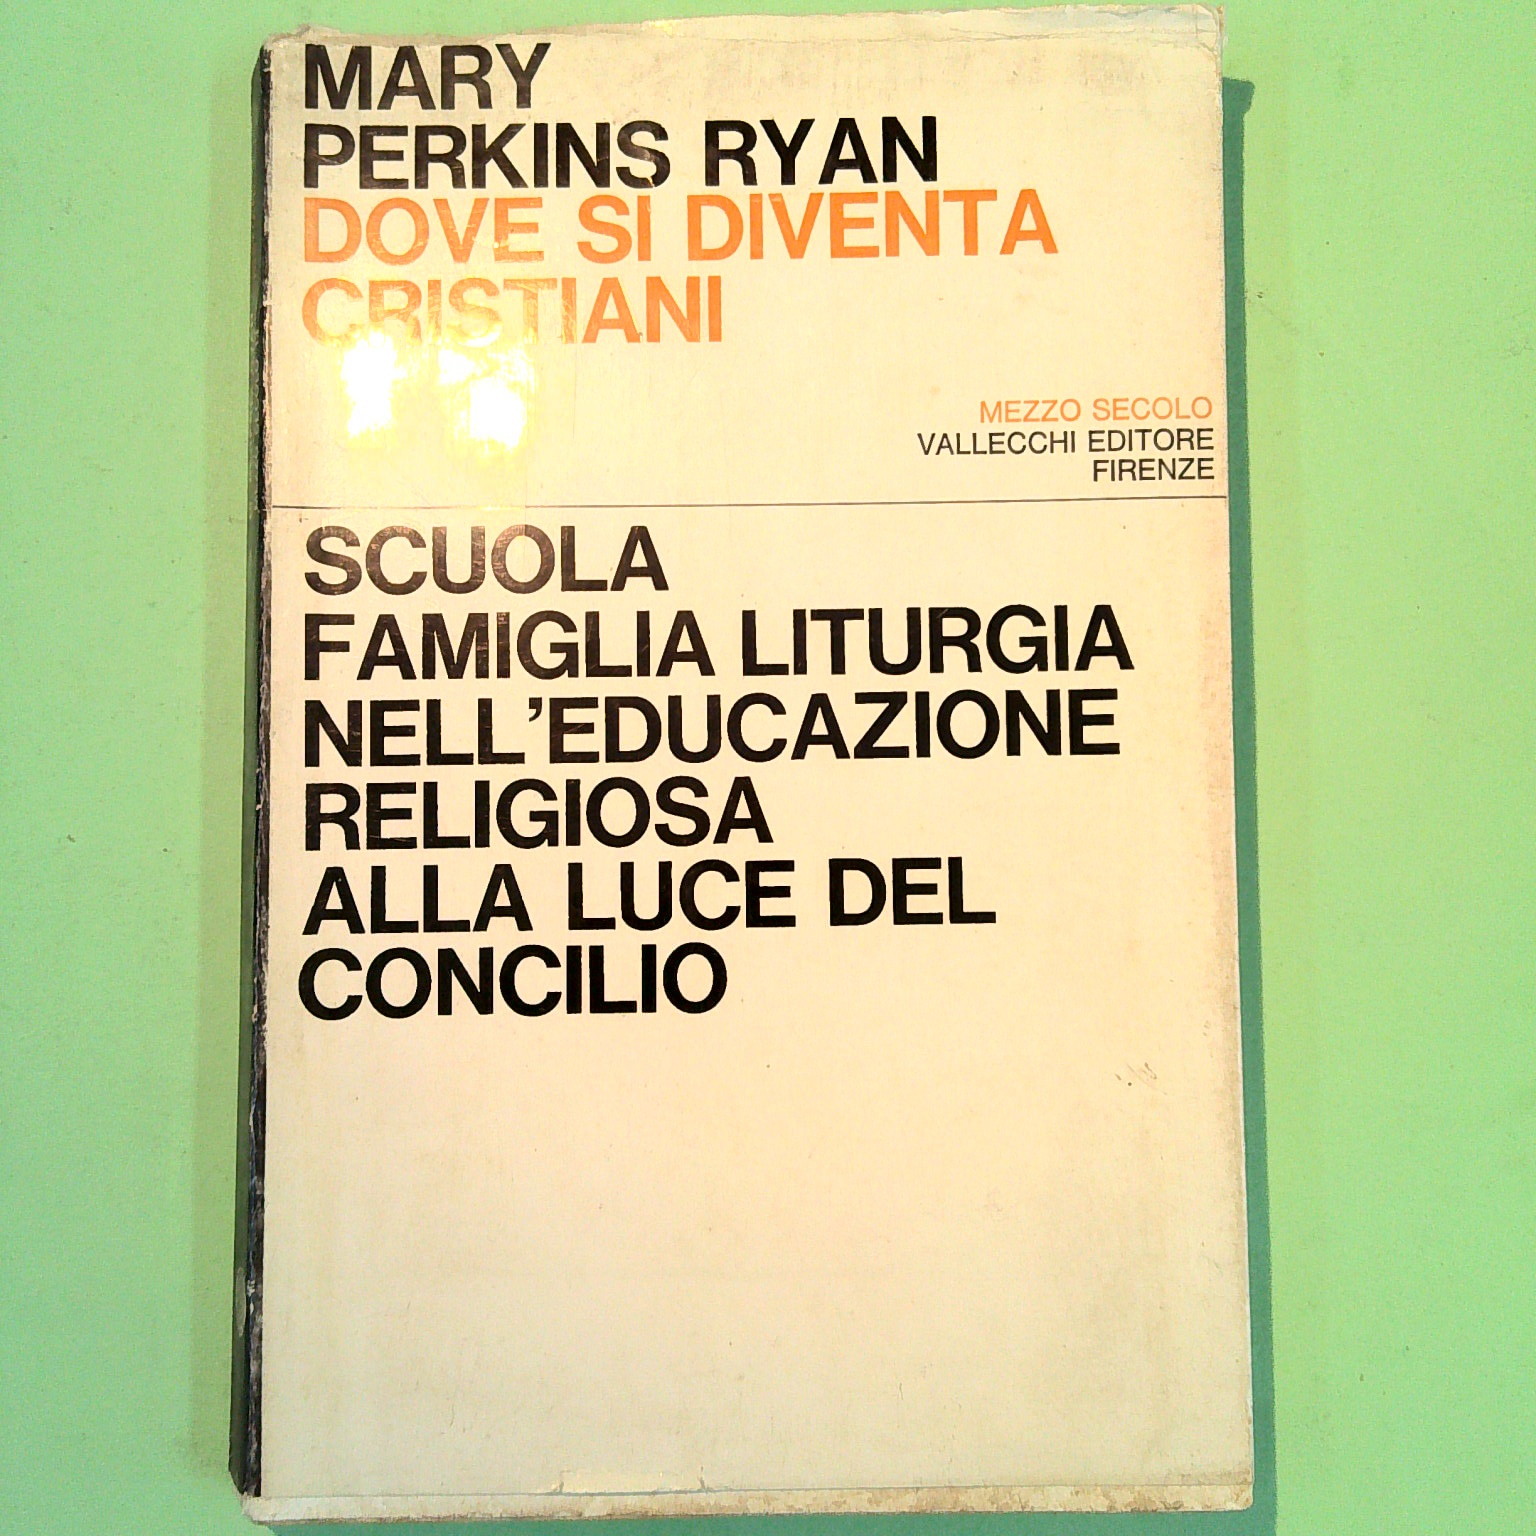 MARY
PERKINS RYAN
DOVE SI DIVENTA
CRISTIANI
MEZZO SECOLO
VALLECCHI EDITORE
FIRENZE
SCUOLA
FAMIGLIA LITURGIA
NELL'EDUCAZIONE
RELIGIOSA
ALLA LUCE DEL
CONCILIO